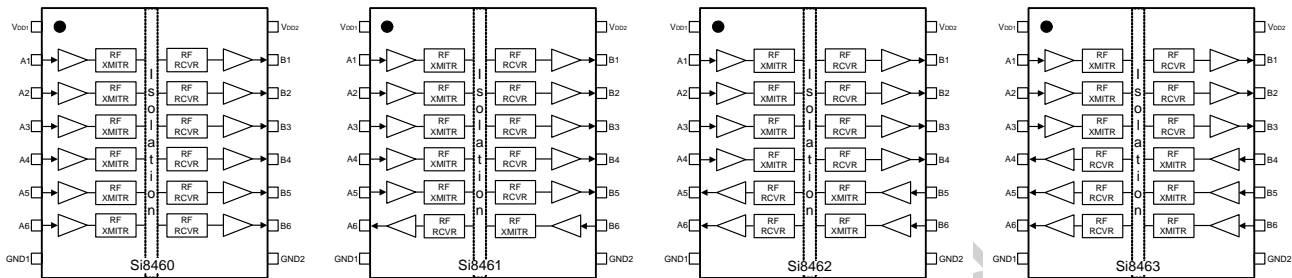 VDD1 VDD2
A1 RF XMITR RF RCVR B1
A2 RF XMITR RF RCVR B2
A3 RF XMITR RF RCVR B3
A4 RF XMITR RF RCVR B4
A5 RF XMITR RF RCVR B5
A6 RF XMITR RF RCVR B6
Isolation
GND1 GND2
Si8460
VDD1 VDD2
A1 RF XMITR RF RCVR B1
A2 RF XMITR RF RCVR B2
A3 RF XMITR RF RCVR B3
A4 RF XMITR RF RCVR B4
A5 RF XMITR RF RCVR B5
A6 RF RCVR RF XMITR B6
Isolation
GND1 GND2
Si8461
VDD1 VDD2
A1 RF XMITR RF RCVR B1
A2 RF XMITR RF RCVR B2
A3 RF XMITR RF RCVR B3
A4 RF XMITR RF RCVR B4
A5 RF RCVR RF XMITR B5
A6 RF RCVR RF XMITR B6
Isolation
GND1 GND2
Si8462
VDD1 VDD2
A1 RF XMITR RF RCVR B1
A2 RF XMITR RF RCVR B2
A3 RF XMITR RF RCVR B3
A4 RF RCVR RF XMITR B4
A5 RF RCVR RF XMITR B5
A6 RF RCVR RF XMITR B6
Isolation
GND1 GND2
Si8463